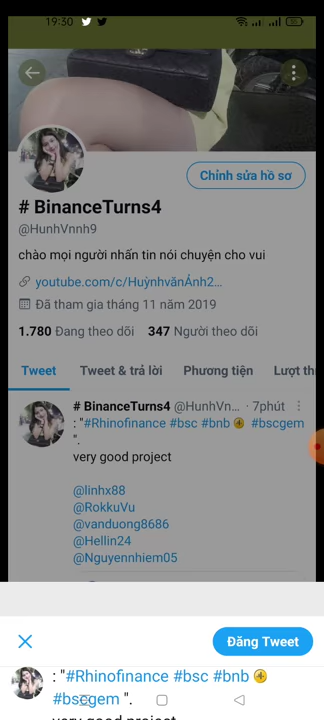 19:30
Chỉnh sửa hồ sơ
# BinanceTurns4
@HunhVnnh9
chào mọi người nhấn tin nói chuyện cho vui
youtube.com/c/HuỳnhvănẢnh2...
Đã tham gia tháng 11 năm 2019
1.780 Đang theo dõi 347 Người theo dõi
Tweet Tweet & trả lời Phương tiện Lượt th
# BinanceTurns4 @HunhVn... · 7phút
: "#Rhinofinance #bsc #bnb #bscgem
".
very good project
@linhx88
@RokkuVu
@vanduong8686
@Hellin24
@Nguyennhiem05
Đăng Tweet
: "#Rhinofinance #bsc #bnb
#bscgem ".
very good project